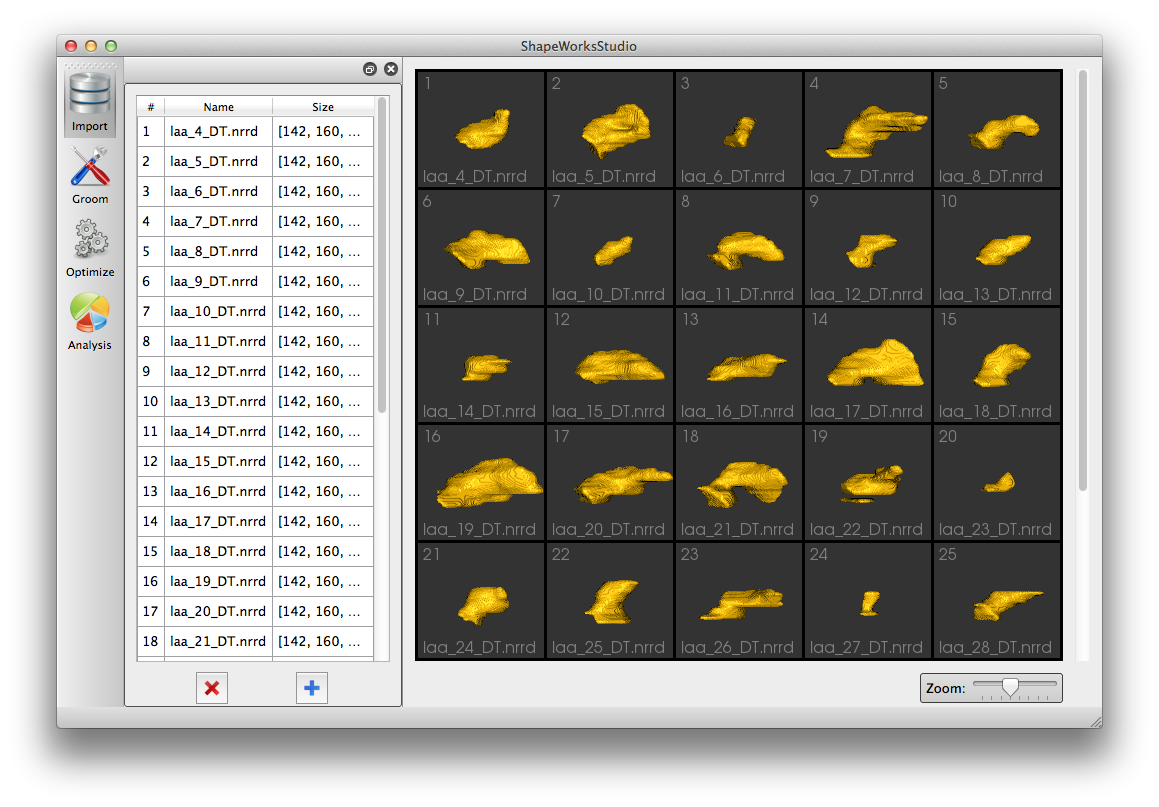 ShapeWorksStudio
Import
Groom
Optimize
Analysis
# Name Size
1 laa_4_DT.nrrd [142, 160, ...
2 laa_5_DT.nrrd [142, 160, ...
3 laa_6_DT.nrrd [142, 160, ...
4 laa_7_DT.nrrd [142, 160, ...
5 laa_8_DT.nrrd [142, 160, ...
6 laa_9_DT.nrrd [142, 160, ...
7 laa_10_DT.nrrd [142, 160, ...
8 laa_11_DT.nrrd [142, 160, ...
9 laa_12_DT.nrrd [142, 160, ...
10 laa_13_DT.nrrd [142, 160, ...
11 laa_14_DT.nrrd [142, 160, ...
12 laa_15_DT.nrrd [142, 160, ...
13 laa_16_DT.nrrd [142, 160, ...
14 laa_17_DT.nrrd [142, 160, ...
15 laa_18_DT.nrrd [142, 160, ...
16 laa_19_DT.nrrd [142, 160, ...
17 laa_20_DT.nrrd [142, 160, ...
18 laa_21_DT.nrrd [142, 160, ...
1 2 3 4 5
laa_4_DT.nrrd laa_5_DT.nrrd laa_6_DT.nrrd laa_7_DT.nrrd laa_8_DT.nrrd
6 7 8 9 10
laa_9_DT.nrrd laa_10_DT.nrrd laa_11_DT.nrrd laa_12_DT.nrrd laa_13_DT.nrrd
11 12 13 14 15
laa_14_DT.nrrd laa_15_DT.nrrd laa_16_DT.nrrd laa_17_DT.nrrd laa_18_DT.nrrd
16 17 18 19 20
laa_19_DT.nrrd laa_20_DT.nrrd laa_21_DT.nrrd laa_22_DT.nrrd laa_23_DT.nrrd
21 22 23 24 25
laa_24_DT.nrrd laa_25_DT.nrrd laa_26_DT.nrrd laa_27_DT.nrrd laa_28_DT.nrrd
Zoom: